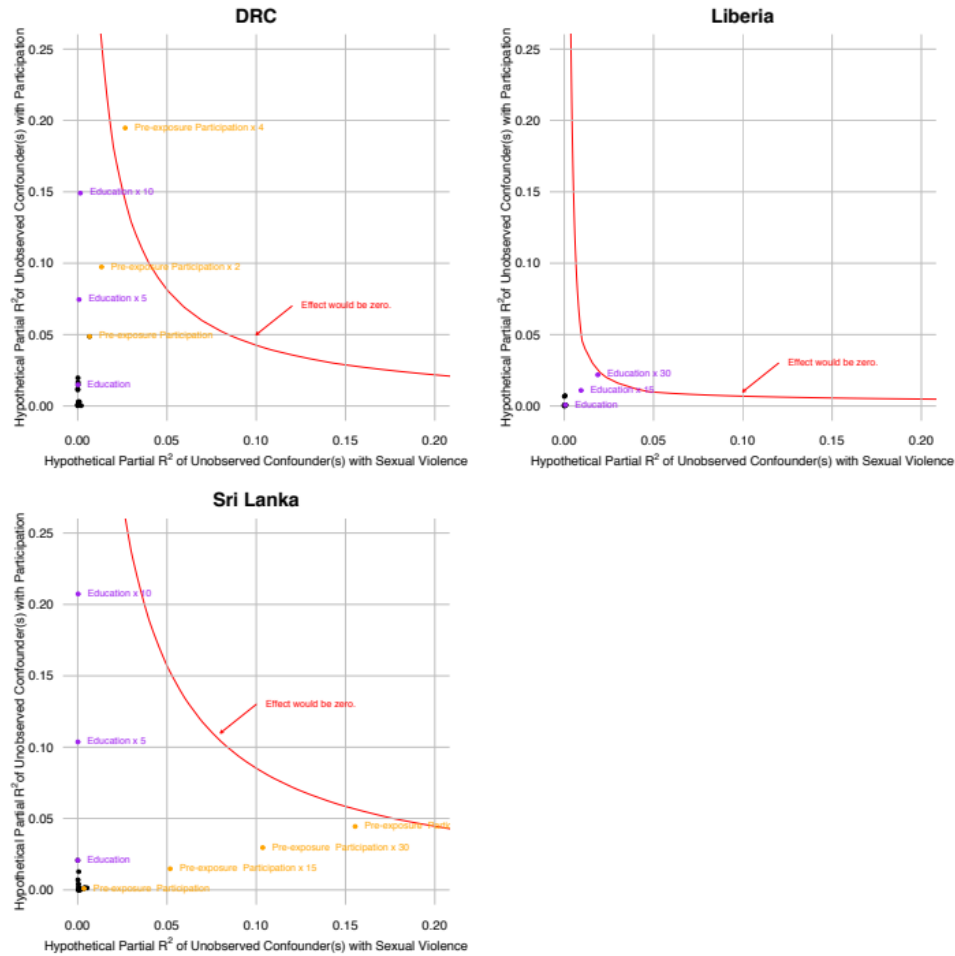 DRC
Hypothetical Partial R² of Unobserved Confounder(s) with Participation
0.25
0.20
0.15
0.10
0.05
0.00
Pre-exposure Participation x 4
Education x 10
Pre-exposure Participation x 2
Education x 5
Effect would be zero.
Pre-exposure Participation
Education
0.00 0.05 0.10 0.15 0.20
Hypothetical Partial R² of Unobserved Confounder(s) with Sexual Violence
Liberia
Hypothetical Partial R² of Unobserved Confounder(s) with Participation
0.25
0.20
0.15
0.10
0.05
0.00
Effect would be zero.
Education x 30
Education x 15
Education
0.00 0.05 0.10 0.15 0.20
Hypothetical Partial R² of Unobserved Confounder(s) with Sexual Violence
Sri Lanka
Hypothetical Partial R² of Unobserved Confounder(s) with Participation
0.25
0.20
0.15
0.10
0.05
0.00
Education x 10
Effect would be zero.
Education x 5
Pre-exposure
Pre-exposure Participation x 30
Education
Pre-exposure Participation x 15
Pre-exposure Participation
0.00 0.05 0.10 0.15 0.20
Hypothetical Partial R² of Unobserved Confounder(s) with Sexual Violence